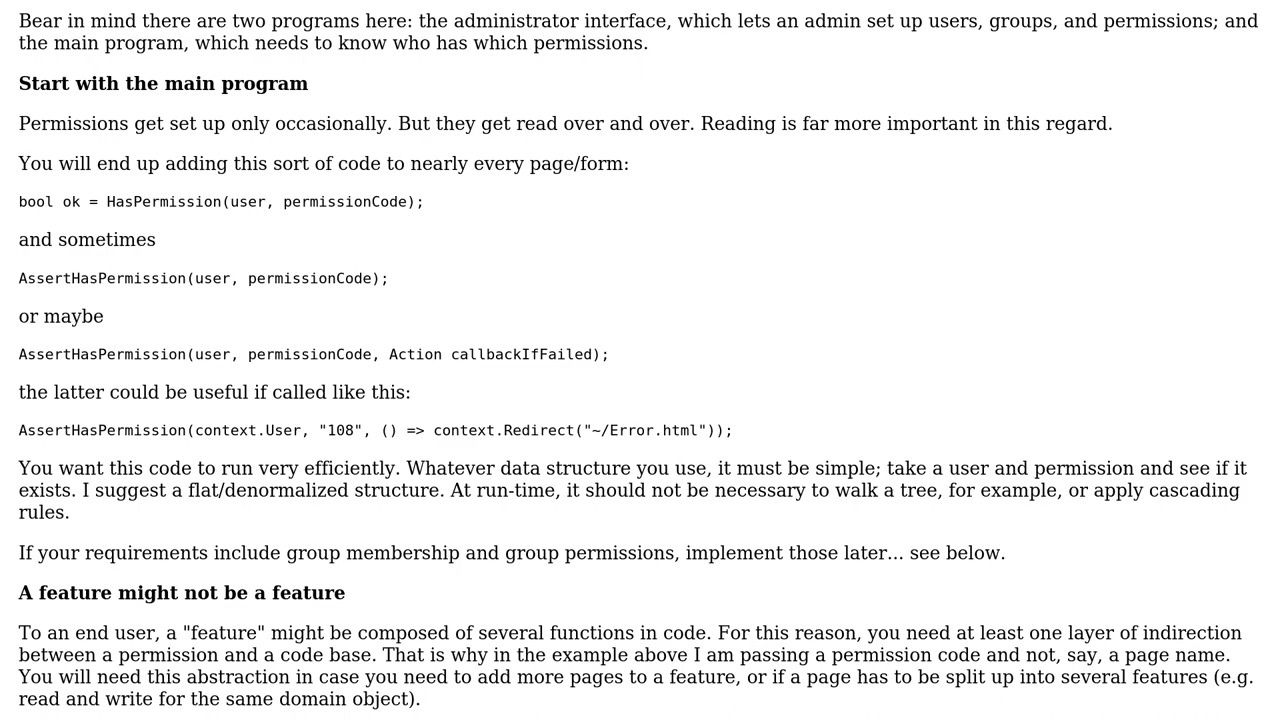 Bear in mind there are two programs here: the administrator interface, which lets an admin set up users, groups, and permissions; and
the main program, which needs to know who has which permissions.
Start with the main program
Permissions get set up only occasionally. But they get read over and over. Reading is far more important in this regard.
You will end up adding this sort of code to nearly every page/form:
bool ok = HasPermission(user, permissionCode);
and sometimes
AssertHasPermission(user, permissionCode);
or maybe
AssertHasPermission(user, permissionCode, Action callbackIfFailed);
the latter could be useful if called like this:
AssertHasPermission(context.User, "108", () => context.Redirect("~/Error.html"));
You want this code to run very efficiently. Whatever data structure you use, it must be simple; take a user and permission and see if it
exists. I suggest a flat/denormalized structure. At run-time, it should not be necessary to walk a tree, for example, or apply cascading
rules.
If your requirements include group membership and group permissions, implement those later... see below.
A feature might not be a feature
To an end user, a "feature" might be composed of several functions in code. For this reason, you need at least one layer of indirection
between a permission and a code base. That is why in the example above I am passing a permission code and not, say, a page name.
You will need this abstraction in case you need to add more pages to a feature, or if a page has to be split up into several features (e.g.
read and write for the same domain object).